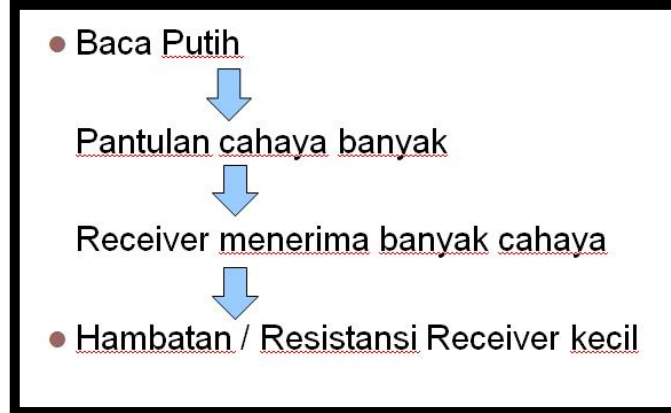 Baca Putih
Pantulan cahaya banyak
Receiver menerima banyak cahaya
Hambatan / Resistansi Receiver kecil